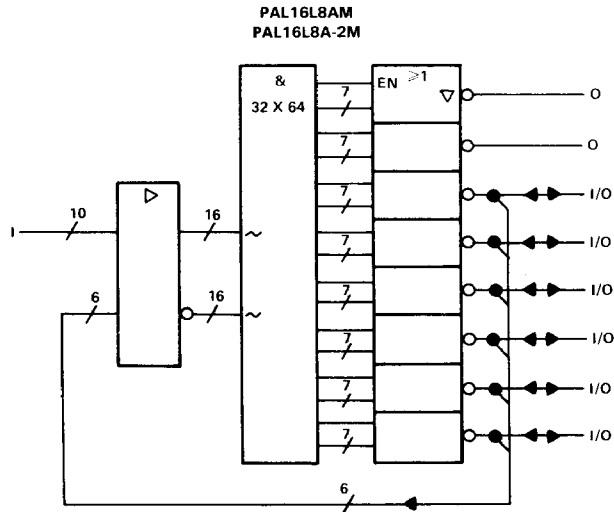 PAL16L8AM
PAL16L8A-2M
&
32 X 64
EN ≥1
▽
7
O
7
O
7
I/O
▷
I
10
16
~
7
I/O
6
16
~
7
I/O
7
I/O
7
I/O
7
I/O
6